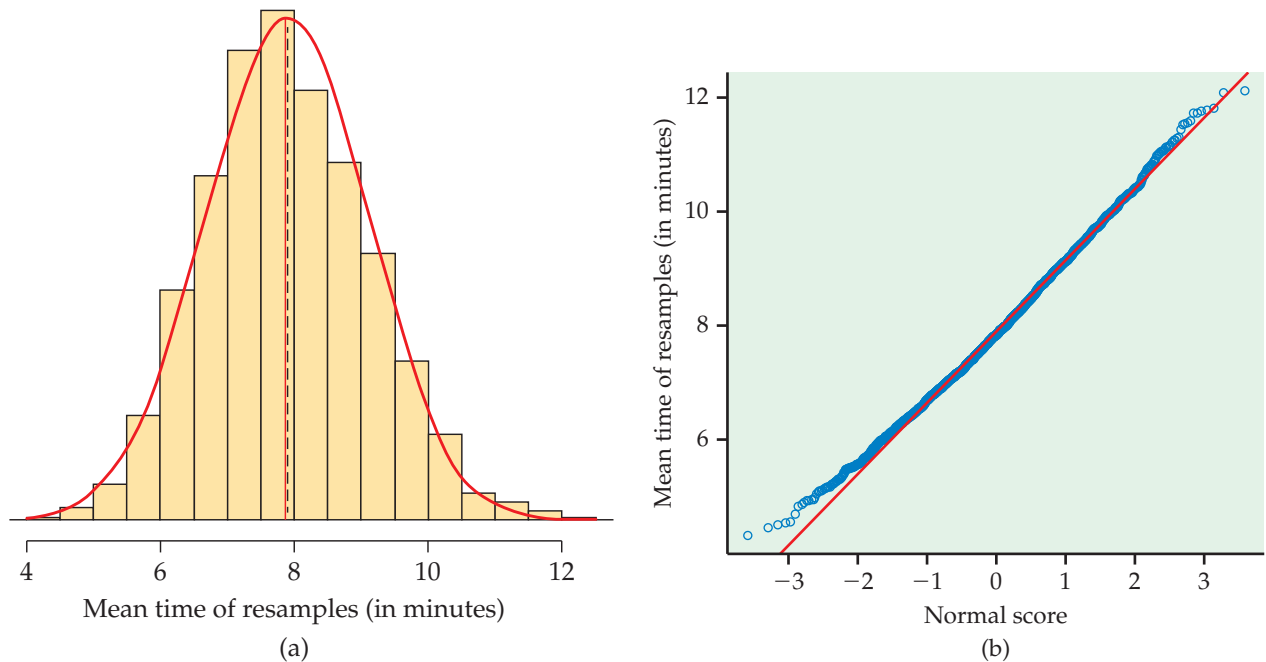 4 6 8 10 12
Mean time of resamples (in minutes)
(a)
Mean time of resamples (in minutes)
12
10
8
6
−3 −2 −1 0 1 2 3
Normal score
(b)